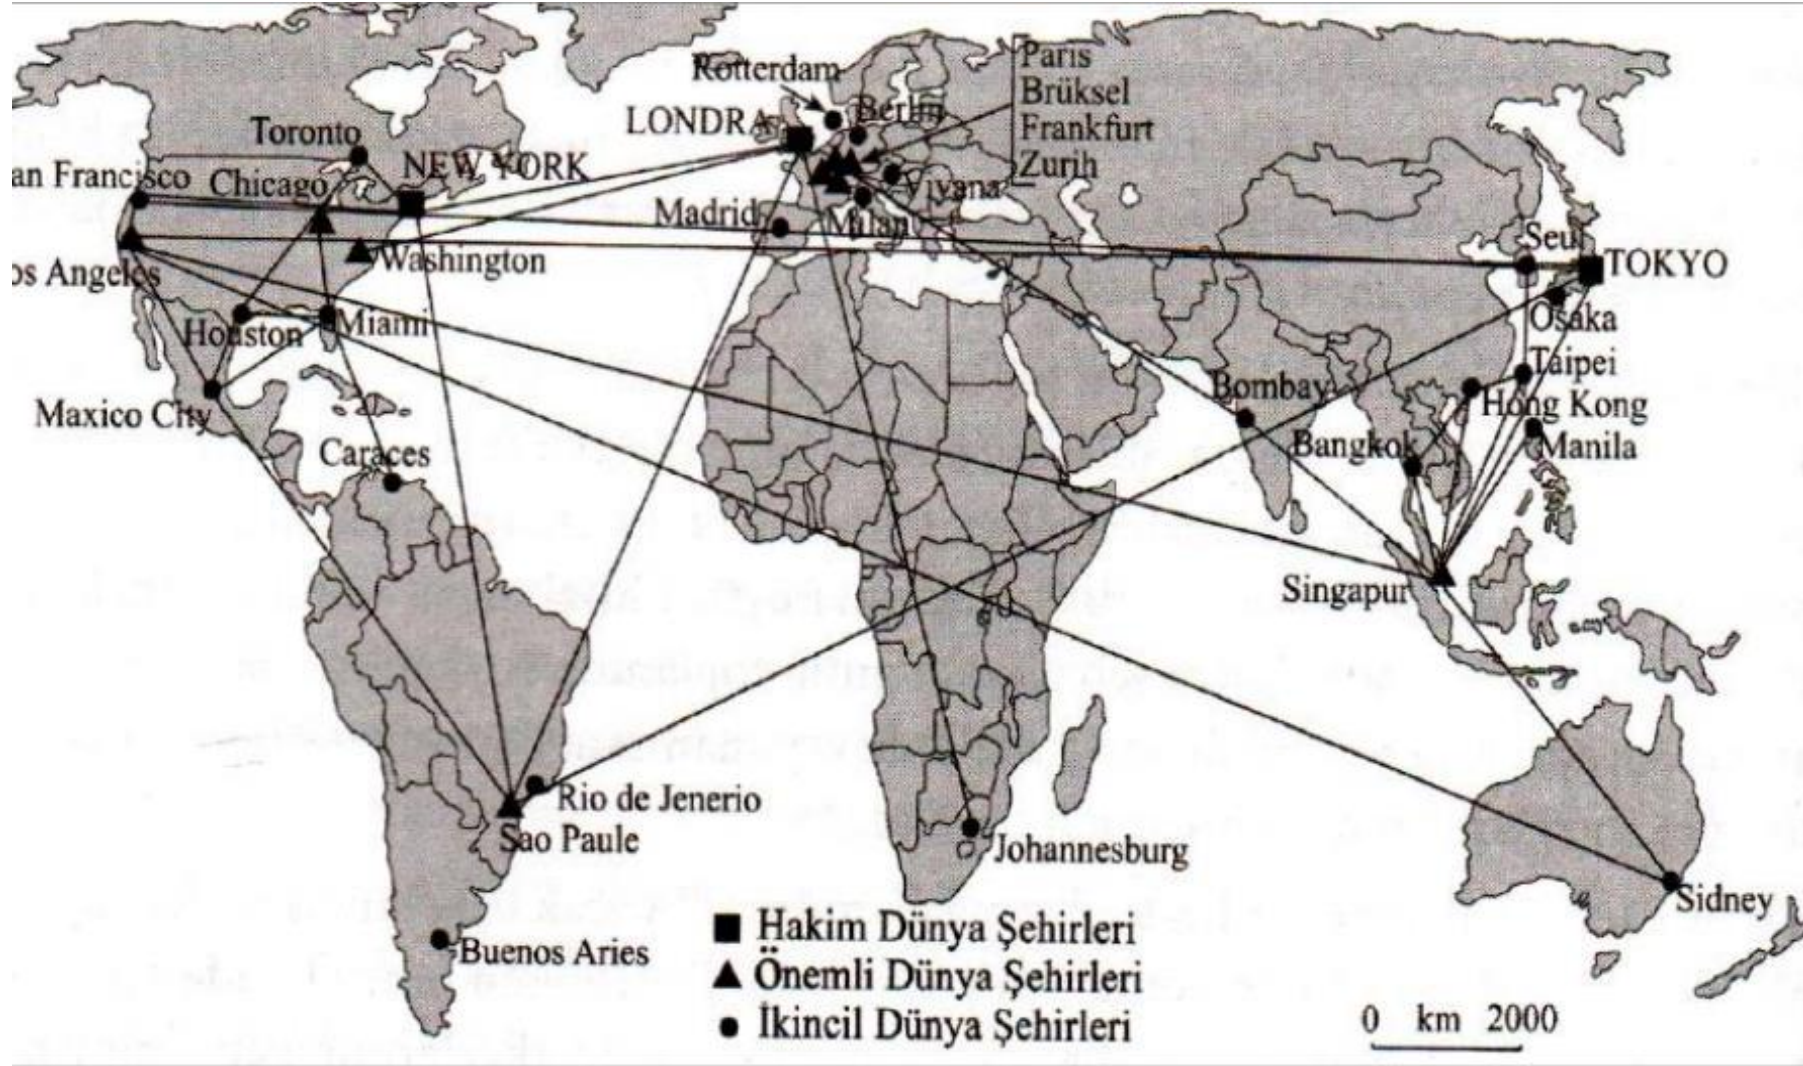 Rotterdam
Paris
Brüksel
Frankfurt
Zurih
LONDRA
Berlin
Toronto
NEW YORK
an Francisco
Chicago
Madrid
Milan
Viyana
Washington
os Angeles
Seul
TOKYO
Houston
Miami
Osaka
Taipei
Bombay
Hong Kong
Maxico City
Bangkok
Manila
Caraces
Singapur
Rio de Jenerio
Sao Paule
Johannesburg
Sidney
Buenos Aries
Hakim Dünya Şehirleri
Önemli Dünya Şehirleri
İkincil Dünya Şehirleri
0 km 2000